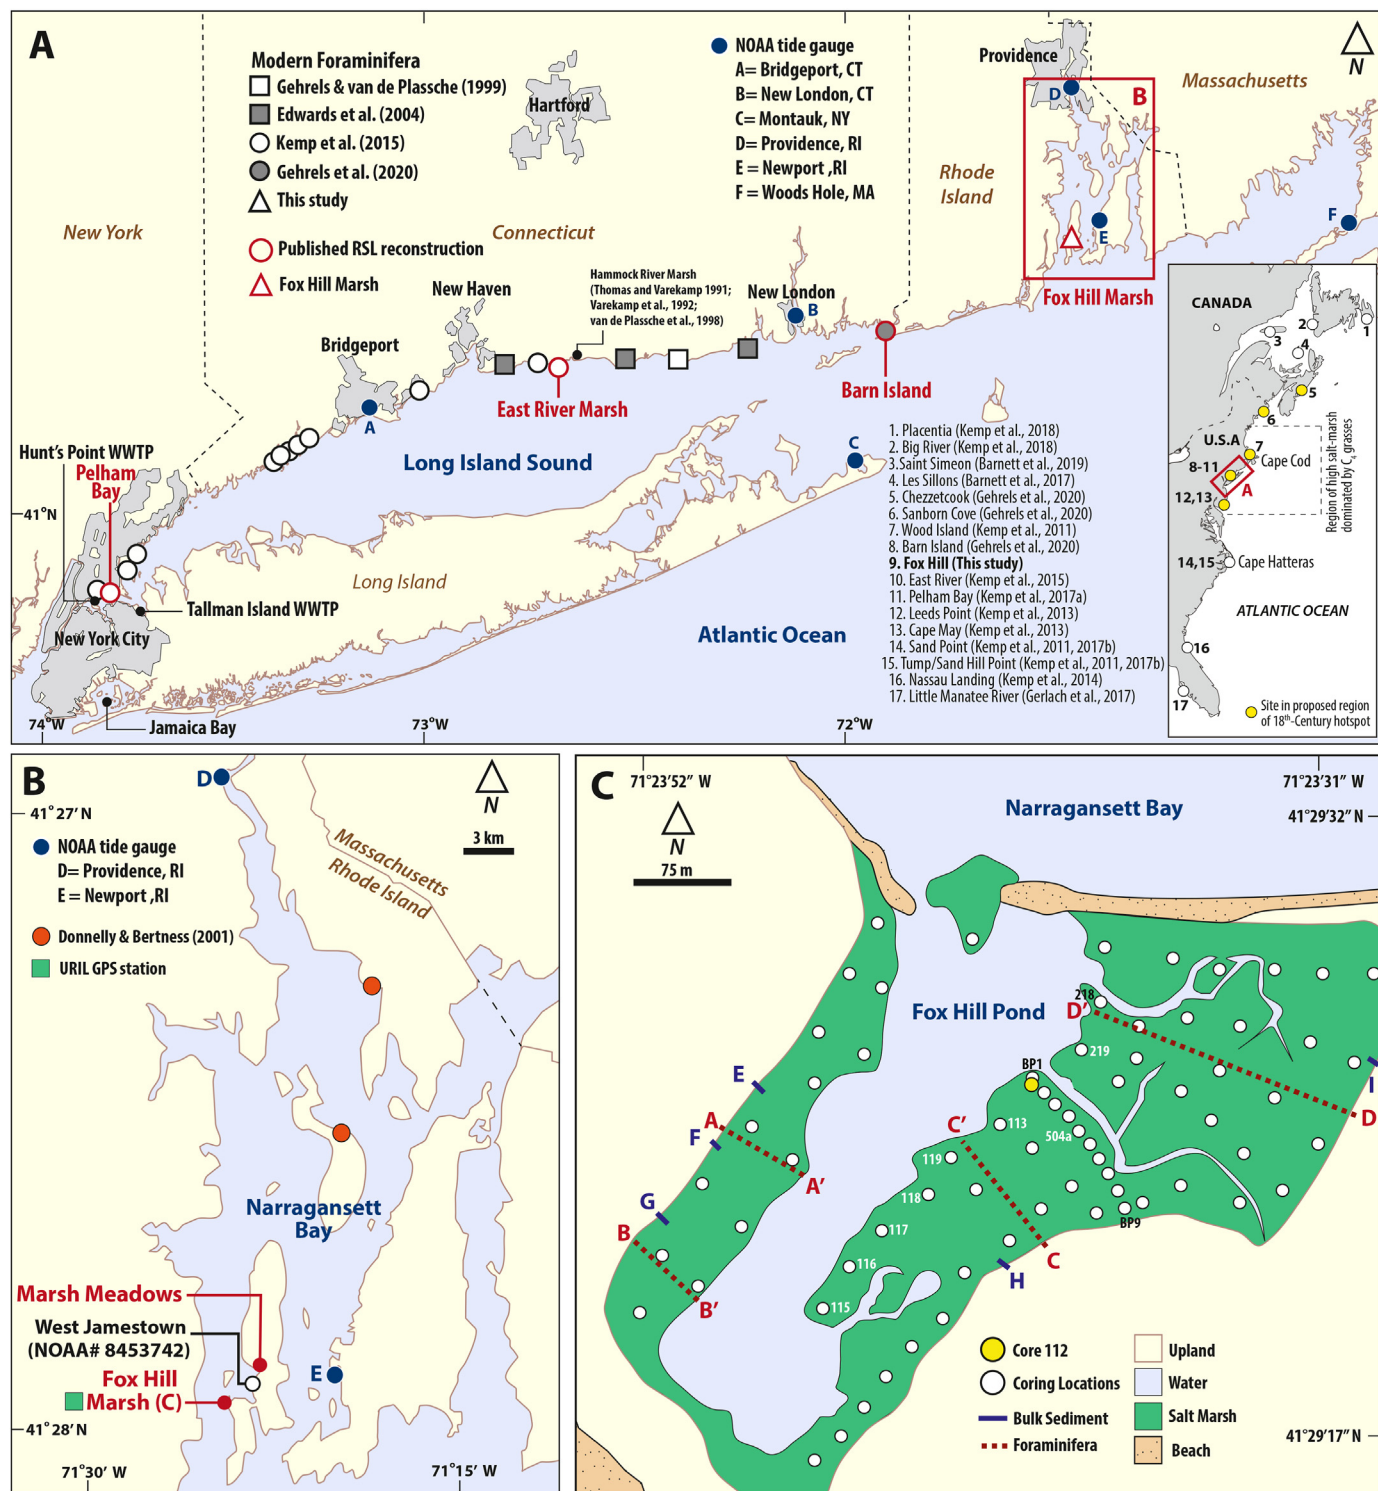 A
Modern Foraminifera
Gehrels & van de Plassche (1999)
Edwards et al. (2004)
Kemp et al. (2015)
Gehrels et al. (2020)
This study
Published RSL reconstruction
Fox Hill Marsh
NOAA tide gauge
A= Bridgeport, CT
B= New London, CT
C= Montauk, NY
D= Providence, RI
E = Newport ,RI
F = Woods Hole, MA
Hartford
Providence
D
B
Massachusetts
N
Rhode
Island
E
F
Fox Hill Marsh
New York
Connecticut
New Haven
Hammock River Marsh
(Thomas and Varekamp 1991;
Varekamp et al., 1992;
van de Plassche et al., 1998)
New London
B
Bridgeport
A
East River Marsh
Barn Island
Hunt's Point WWTP
Pelham
Bay
Long Island Sound
C
41°N
Long Island
Tallman Island WWTP
New York City
Atlantic Ocean
Jamaica Bay
74°W
73°W
72°W
1. Placentia (Kemp et al., 2018)
2. Big River (Kemp et al., 2018)
3.Saint Simeon (Barnett et al., 2019)
4. Les Sillons (Barnett et al., 2017)
5. Chezzetcook (Gehrels et al., 2020)
6. Sanborn Cove (Gehrels et al., 2020)
7. Wood Island (Kemp et al., 2011)
8. Barn Island (Gehrels et al., 2020)
9. Fox Hill (This study)
10. East River (Kemp et al., 2015)
11. Pelham Bay (Kemp et al., 2017a)
12. Leeds Point (Kemp et al., 2013)
13. Cape May (Kemp et al., 2013)
14. Sand Point (Kemp et al., 2011, 2017b)
15. Tump/Sand Hill Point (Kemp et al., 2011, 2017b)
16. Nassau Landing (Kemp et al., 2014)
17. Little Manatee River (Gerlach et al., 2017)
CANADA
1
2
3
4
5
6
U.S.A
7
Cape Cod
8-11
A
12,13
Region of high salt-marsh
dominated by C4 grasses
14,15
Cape Hatteras
ATLANTIC OCEAN
16
17
Site in proposed region
of 18th-Century hotspot
B
D
N
3 km
41°27' N
NOAA tide gauge
D= Providence, RI
E = Newport ,RI
Donnelly & Bertness (2001)
URIL GPS station
Massachusetts
Rhode Island
Narragansett
Bay
Marsh Meadows
West Jamestown
(NOAA# 8453742)
Fox Hill
Marsh (C)
E
41°28' N
71°30' W
71°15' W
C
71°23'52" W
71°23'31" W
41°29'32" N
Narragansett Bay
N
75 m
Fox Hill Pond
218
D'
219
BP1
E
I
A
F
A'
D
C'
113
504a
119
118
G
B
117
BP9
C
116
H
B'
115
Core 112
Coring Locations
Bulk Sediment
Foraminifera
Upland
Water
Salt Marsh
Beach
41°29'17" N